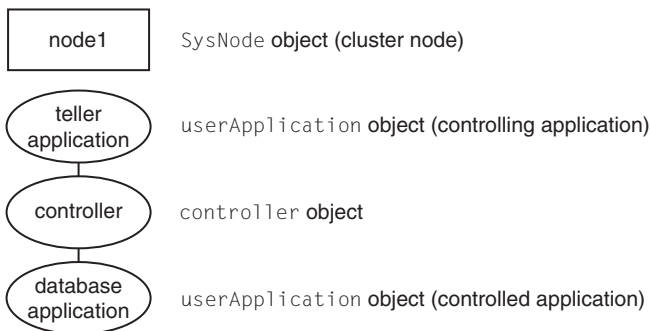 node1 SysNode object (cluster node)
teller
application userApplication object (controlling application)
controller controller object
database
application userApplication object (controlled application)